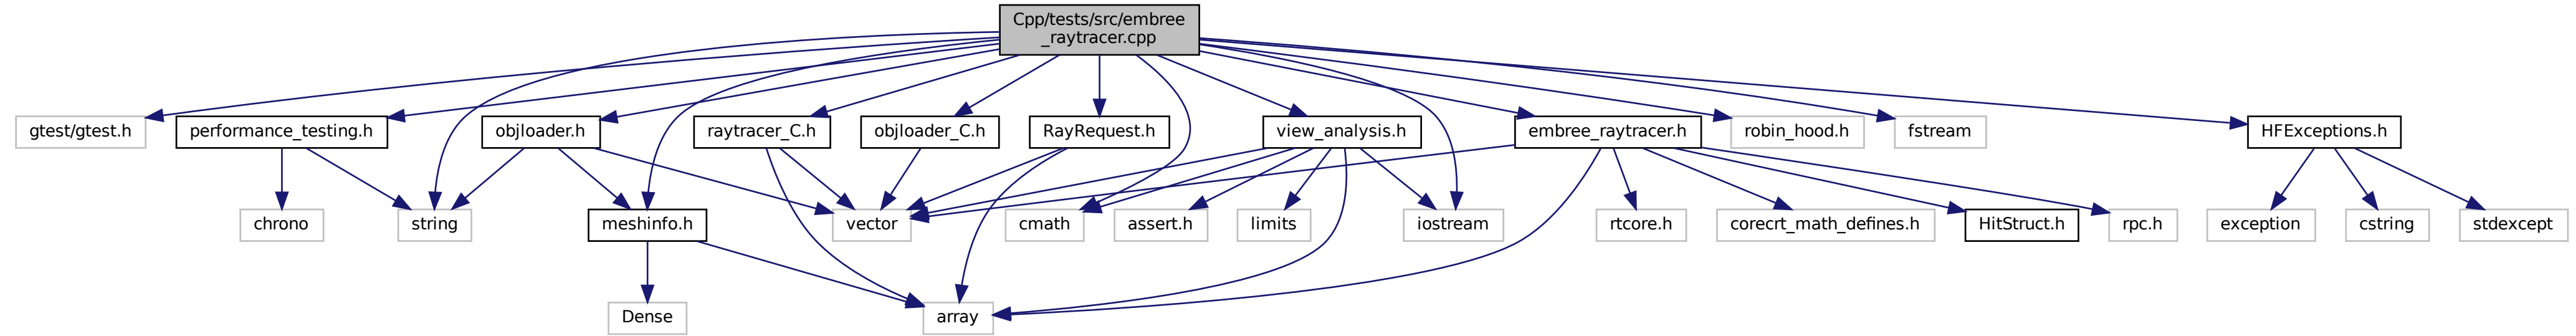 Cpp/tests/src/embree
_raytracer.cpp
gtest/gtest.h
performance_testing.h
objloader.h
raytracer_C.h
objloader_C.h
RayRequest.h
view_analysis.h
embree_raytracer.h
robin_hood.h
fstream
HFExceptions.h
chrono
string
meshinfo.h
vector
cmath
assert.h
limits
iostream
rtcore.h
corecrt_math_defines.h
HitStruct.h
rpc.h
exception
cstring
stdexcept
Dense
array